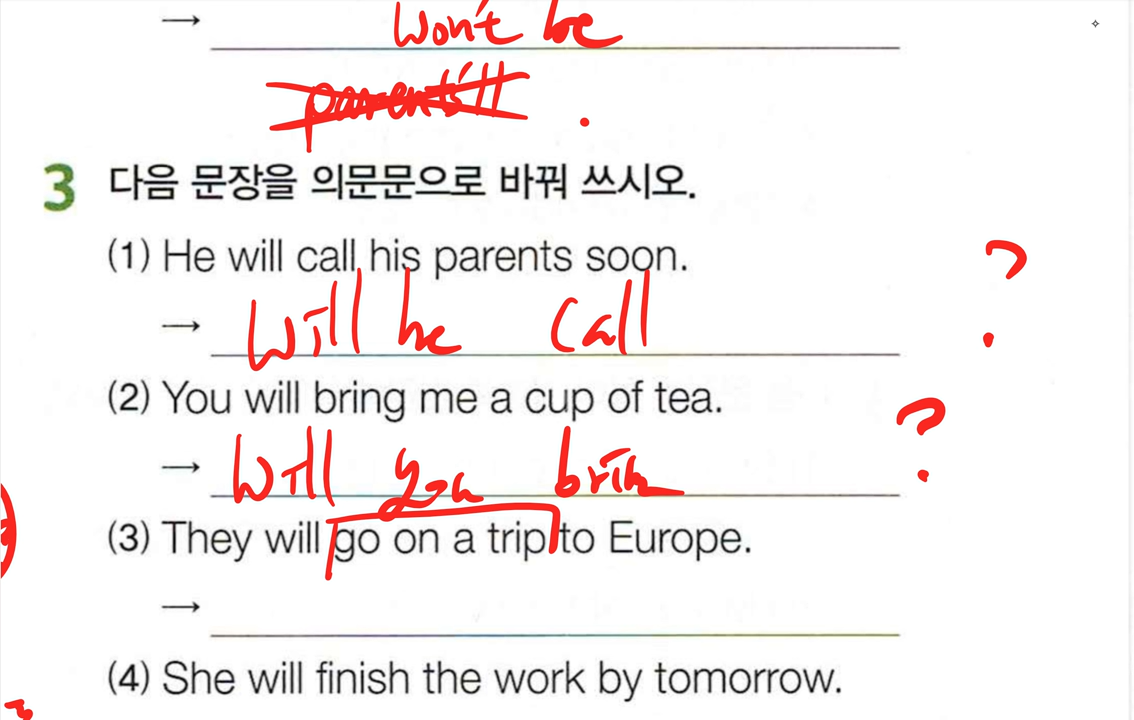 → won't be
parents'll .
3 다음 문장을 의문문으로 바꿔 쓰시오.
(1) He will call his parents soon.
→ Will he call ?
(2) You will bring me a cup of tea.
→ Will you brin ?
(3) They will go on a trip to Europe.
→
(4) She will finish the work by tomorrow.